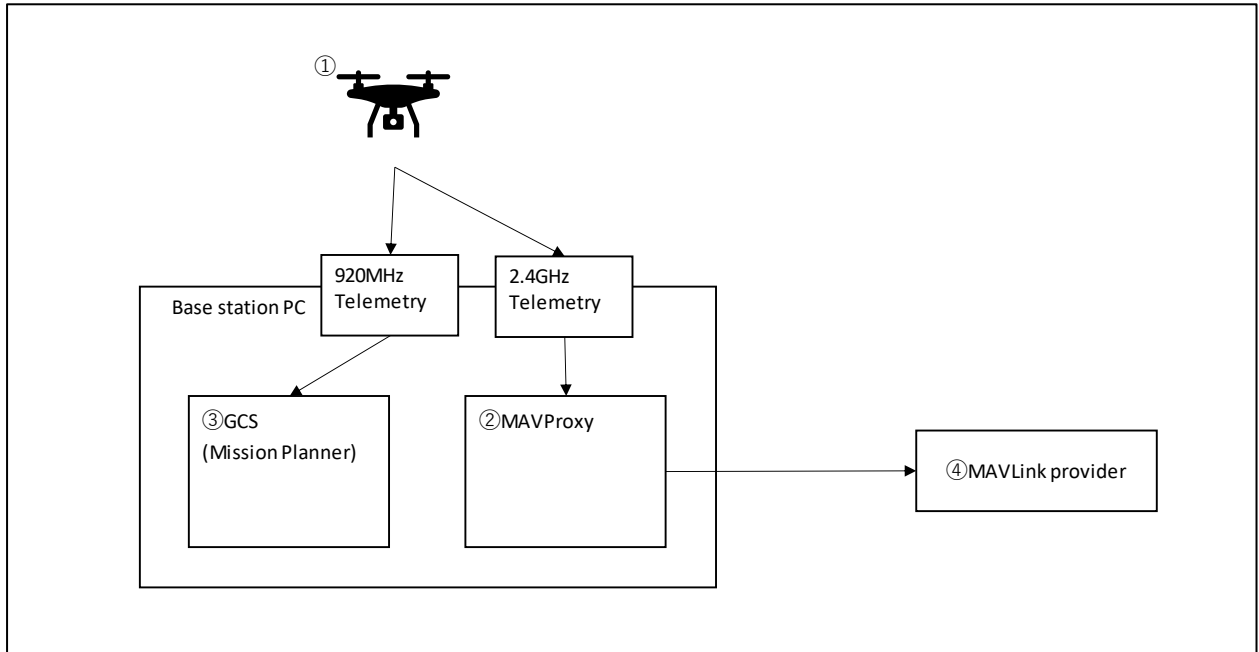 ①
920MHz
Telemetry
2.4GHz
Telemetry
Base station PC
③GCS
(Mission Planner)
②MAVProxy
④MAVLink provider